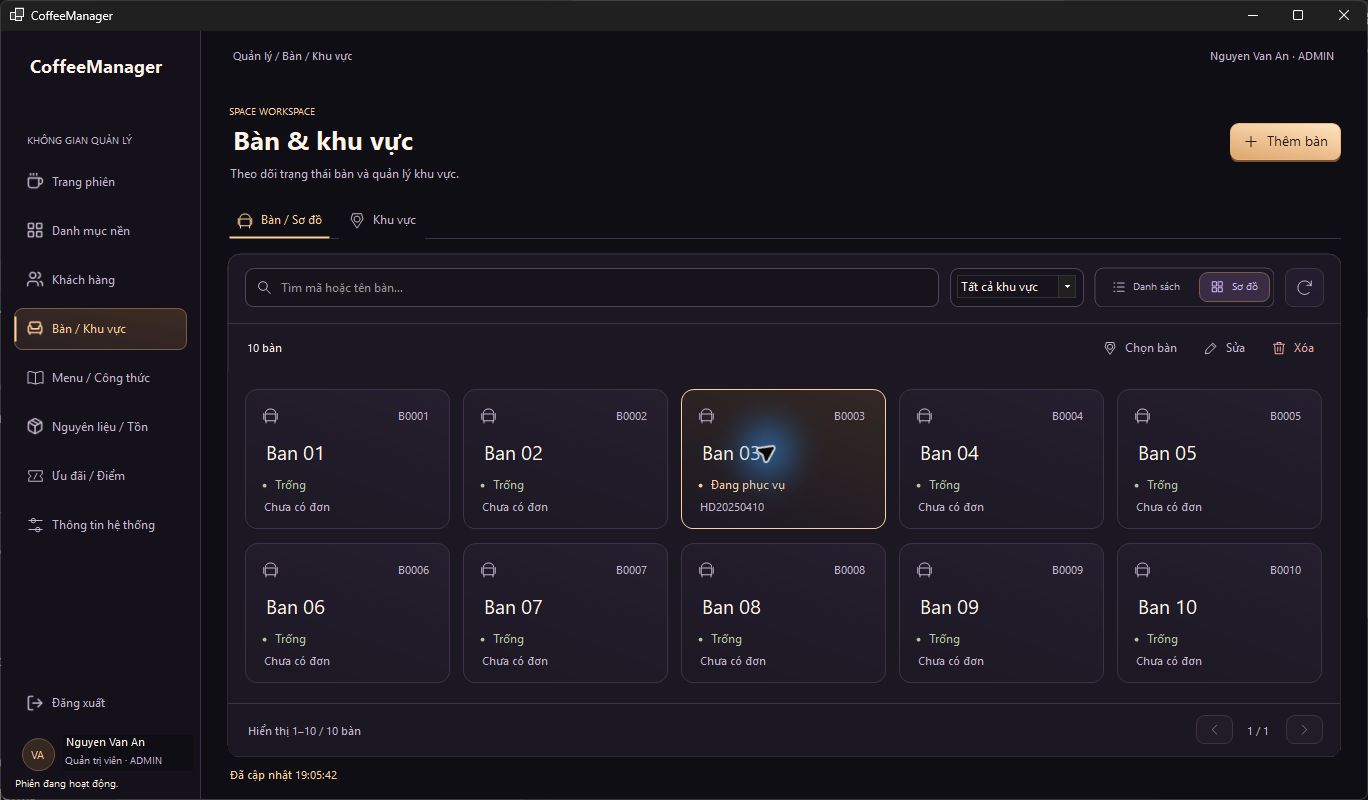 CoffeeManager
CoffeeManager
Quản lý / Bàn / Khu vực
Nguyen Van An · ADMIN
KHÔNG GIAN QUẢN LÝ
Trang phiên
Danh mục nền
Khách hàng
Bàn / Khu vực
Menu / Công thức
Nguyên liệu / Tồn
Ưu đãi / Điểm
Thông tin hệ thống
Đăng xuất
VA
Nguyen Van An
Quản trị viên · ADMIN
Phiên đang hoạt động.
SPACE WORKSPACE
Bàn & khu vực
Theo dõi trạng thái bàn và quản lý khu vực.
Thêm bàn
Bàn / Sơ đồ
Khu vực
Tìm mã hoặc tên bàn...
Tất cả khu vực
Danh sách
Sơ đồ
10 bàn
Chọn bàn
Sửa
Xóa
B0001
Ban 01
• Trống
Chưa có đơn
B0002
Ban 02
• Trống
Chưa có đơn
B0003
Ban 03
• Đang phục vụ
HD20250410
B0004
Ban 04
• Trống
Chưa có đơn
B0005
Ban 05
• Trống
Chưa có đơn
B0006
Ban 06
• Trống
Chưa có đơn
B0007
Ban 07
• Trống
Chưa có đơn
B0008
Ban 08
• Trống
Chưa có đơn
B0009
Ban 09
• Trống
Chưa có đơn
B0010
Ban 10
• Trống
Chưa có đơn
Hiển thị 1–10 / 10 bàn
1 / 1
Đã cập nhật 19:05:42